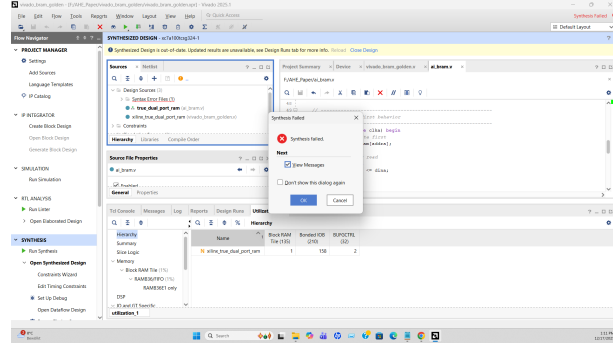 vivado_bram_golden - [F:/AHE_Paper/vivado_bram_golden/vivado_bram_golden.xpr] - Vivado 2025.1
File Edit Flow Tools Reports Window Layout View Help Quick Access
Synthesis Failed
Default Layout
Flow Navigator
SYNTHESIZED DESIGN - xc7a100tcsg324-1
Synthesized Design is out-of-date. Updated results are unavailable, see Design Runs tab for more info. Reload Close Design
PROJECT MANAGER
Settings
Add Sources
Language Templates
IP Catalog
IP INTEGRATOR
Create Block Design
Open Block Design
Generate Block Design
SIMULATION
Run Simulation
RTL ANALYSIS
Run Linter
Open Elaborated Design
SYNTHESIS
Run Synthesis
Open Synthesized Design
Constraints Wizard
Edit Timing Constraints
Set Up Debug
Open Dataflow Design
Sources Netlist
Design Sources
Syntax Error Files (1)
true_dual_port_ram (ai_bram.v)
xilinx_true_dual_port_ram (vivado_bram_golden.v)
Constraints
Hierarchy Libraries Compile Order
Source File Properties
ai_bram.v
Enabled
General Properties
Project Summary Device vivado_bram_golden.v ai_bram.v
Synthesis Failed
Synthesis failed.
Next
View Messages
Don't show this dialog again
OK Cancel
Tcl Console Messages Log Reports Design Runs
Hierarchy
Hierarchy
Summary
Slice Logic
Memory
Block RAM Tile (1%)
RAMB36/FIFO (1%)
RAMB36E1 only
DSP
IO and GT Specific
utilization_1
Name Block RAM Tile (135) Bonded IOB (210) BUFGCTRL (32)
xilinx_true_dual_port_ram 1 158 2
Search